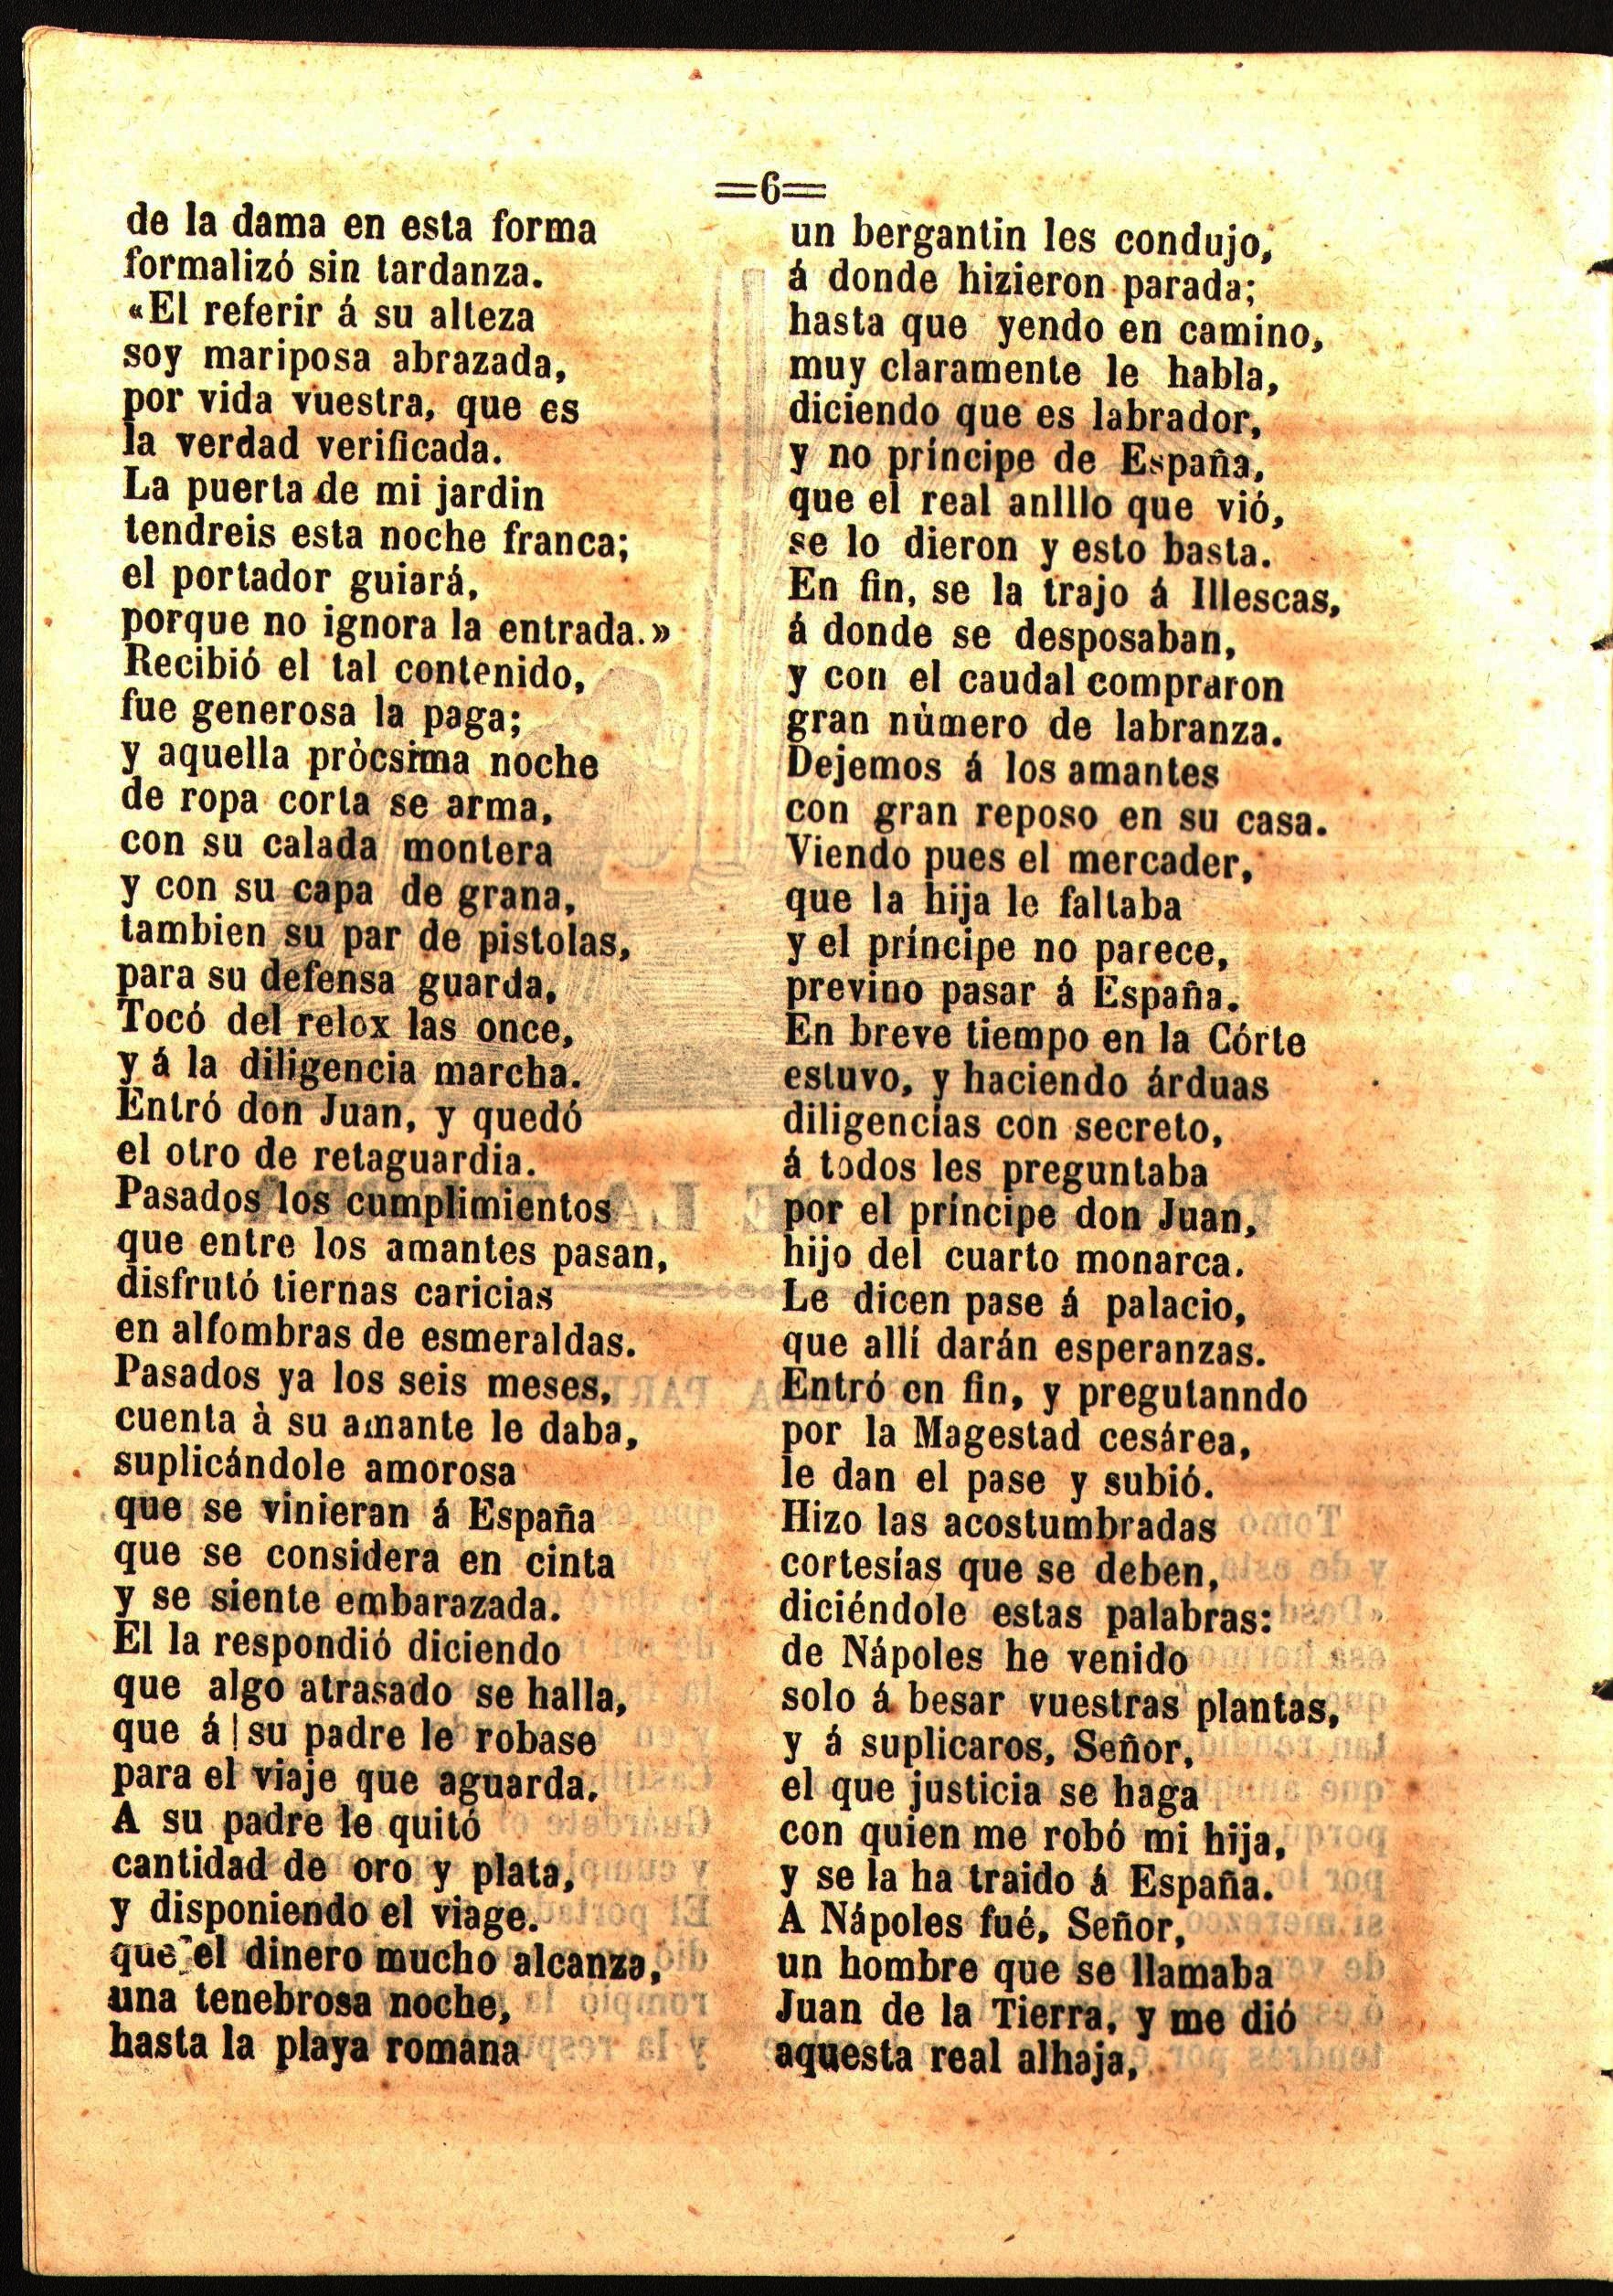 =6=
de la dama en esta forma
formalizó sin tardanza.
«El referir á su alteza
soy mariposa abrazada,
por vida vuestra, que es
la verdad verificada.
La puerta de mi jardin
tendreis esta noche franca;
el portador guiará,
porque no ignora la entrada.»
Recibió el tal contenido,
fue generosa la paga;
y aquella pròcsima noche
de ropa corta se arma,
con su calada montera
y con su capa de grana,
tambien su par de pistolas,
para su defensa guarda,
Tocó del relox las once,
y á la diligencia marcha.
Entró don Juan, y quedó
el otro de retaguardia.
Pasados los cumplimientos
que entre los amantes pasan,
disfrutó tiernas caricias
en alfombras de esmeraldas.
Pasados ya los seis meses,
cuenta à su amante le daba,
suplicándole amorosa
que se vinieran á España
que se considera en cinta
y se siente embarazada.
El la respondió diciendo
que algo atrasado se halla,
que á | su padre le robase
para el viaje que aguarda.
A su padre le quitó
cantidad de oro y plata,
y disponiendo el viage.
que el dinero mucho alcanza,
una tenebrosa noche,
hasta la playa romana
un bergantin les condujo,
á donde hizieron parada;
hasta que yendo en camino,
muy claramente le habla,
diciendo que es labrador,
y no príncipe de España,
que el real anlllo que vió,
se lo dieron y esto basta.
En fin, se la trajo á Illescas,
á donde se desposaban,
y con el caudal compraron
gran nùmero de labranza.
Dejemos á los amantes
con gran reposo en su casa.
Viendo pues el mercader,
que la hija le faltaba
y el príncipe no parece,
previno pasar á España.
En breve tiempo en la Córte
estuvo, y haciendo árduas
diligencias con secreto,
á todos les preguntaba
por el príncipe don Juan,
hijo del cuarto monarca.
Le dicen pase á palacio,
que allí darán esperanzas.
Entró en fin, y pregutanndo
por la Magestad cesárea,
le dan el pase y subió.
Hizo las acostumbradas
cortesías que se deben,
diciéndole estas palabras:
de Nápoles he venido
solo á besar vuestras plantas,
y á suplicaros, Señor,
el que justicia se haga
con quien me robó mi hija,
y se la ha traido á España.
A Nápoles fué, Señor,
un hombre que se llamaba
Juan de la Tierra, y me dió
aquesta real alhaja,